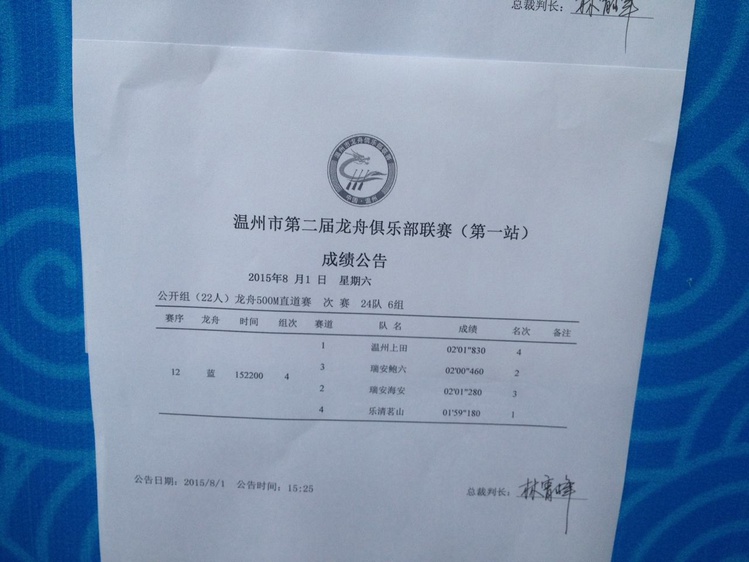 总裁判长：
温州市第二届龙舟俱乐部联赛（第一站）
成绩公告
2015年8 月1 日 星期六
公开组（22人）龙舟500M直道赛 次 赛 24队 6组
赛序 龙舟 时间 组次 赛道 队 名 成绩 名次 备注
1 温州上田 02'01"830 4
3 瑞安鲍六 02'00"460 2
12 蓝 152200 4
2 瑞安海安 02'01"280 3
4 乐清茗山 01'59"180 1
公告日期：2015/8/1 公告时间：15:25
总裁判长：